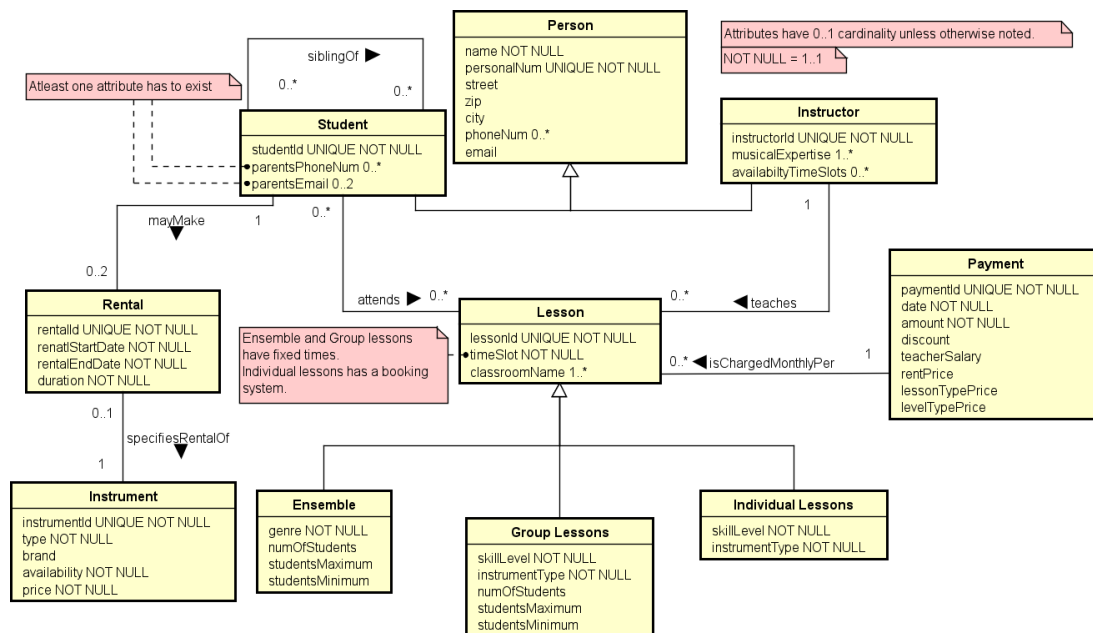 Person
name NOT NULL
personalNum UNIQUE NOT NULL
street
zip
city
phoneNum 0..*
email
Attributes have 0..1 cardinality unless otherwise noted.
NOT NULL = 1..1
siblingOf
0..*
0..*
Atleast one attribute has to exist
Student
studentId UNIQUE NOT NULL
parentsPhoneNum 0..*
parentsEmail 0..2
Instructor
instructorId UNIQUE NOT NULL
musicalExpertise 1..*
availabiltyTimeSlots 0..*
mayMake
1
0..*
1
0..2
attends
0..*
0..*
teaches
Rental
rentalId UNIQUE NOT NULL
renatlStartDate NOT NULL
rentalEndDate NOT NULL
duration NOT NULL
Ensemble and Group lessons
have fixed times.
Individual lessons has a booking
system.
Lesson
lessonId UNIQUE NOT NULL
timeSlot NOT NULL
classroomName 1..*
0..*
isChargedMonthlyPer
1
Payment
paymentId UNIQUE NOT NULL
date NOT NULL
amount NOT NULL
discount
teacherSalary
rentPrice
lessonTypePrice
levelTypePrice
0..1
specifiesRentalOf
1
Instrument
instrumentId UNIQUE NOT NULL
type NOT NULL
brand
availability NOT NULL
price NOT NULL
Ensemble
genre NOT NULL
numOfStudents
studentsMaximum
studentsMinimum
Group Lessons
skillLevel NOT NULL
instrumentType NOT NULL
numOfStudents
studentsMaximum
studentsMinimum
Individual Lessons
skillLevel NOT NULL
instrumentType NOT NULL